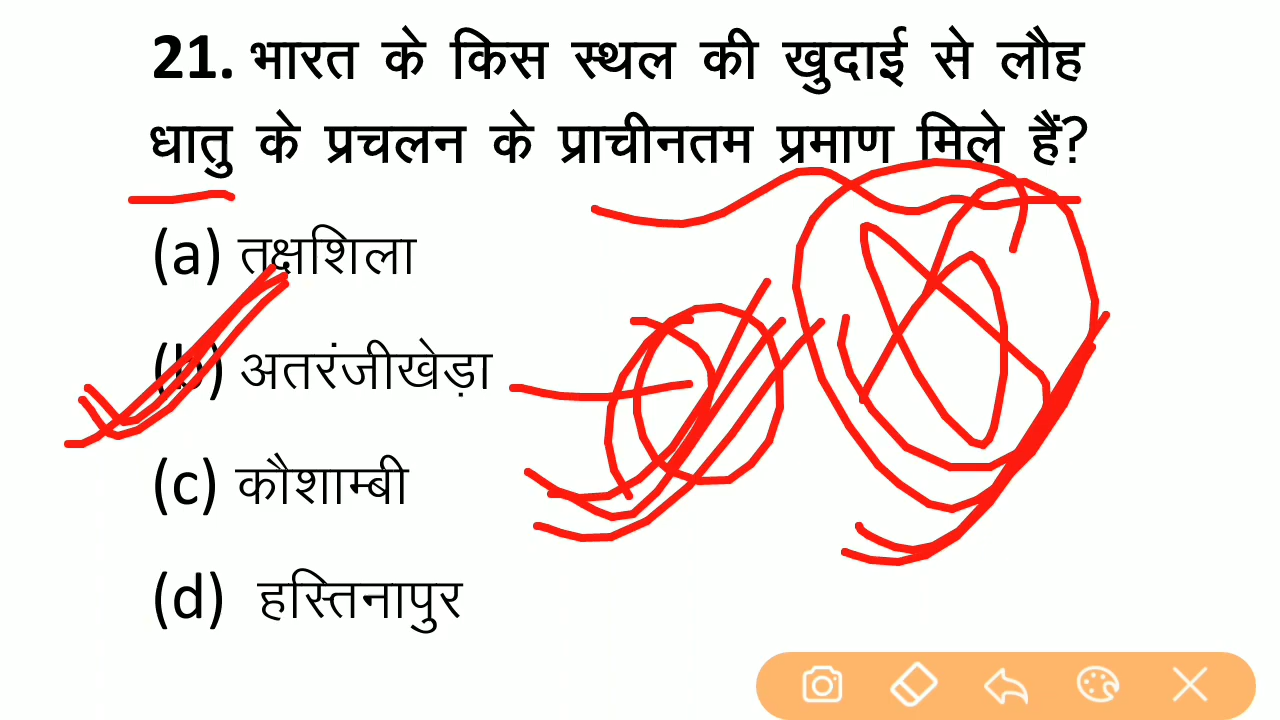 21. भारत के किस स्थल की खुदाई से लौह
धातु के प्रचलन के प्राचीनतम प्रमाण मिले हैं?
(a) तक्षशिला
(b) अतरंजीखेड़ा
(c) कौशाम्बी
(d) हस्तिनापुर